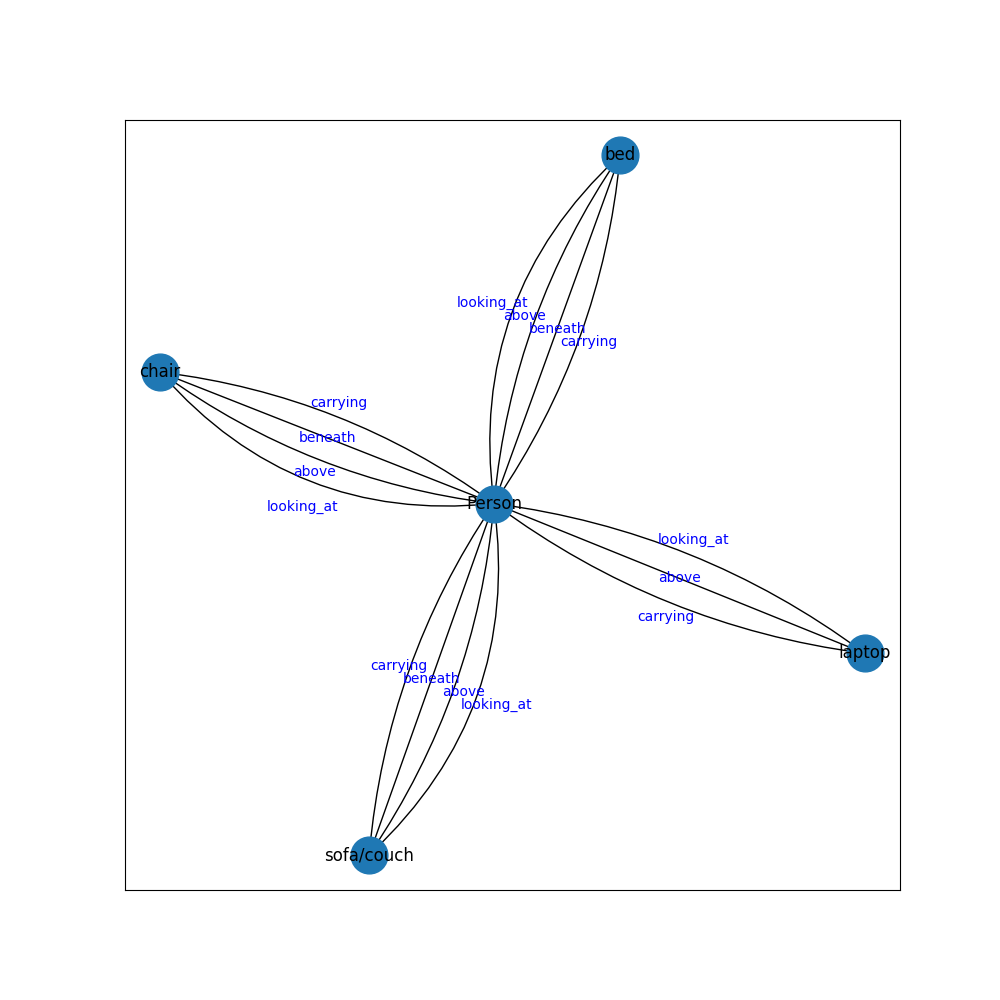 bed
looking_at
above
beneath
carrying
chair
carrying
beneath
above
looking_at
Person
looking_at
above
carrying
laptop
carrying
beneath
above
looking_at
sofa/couch